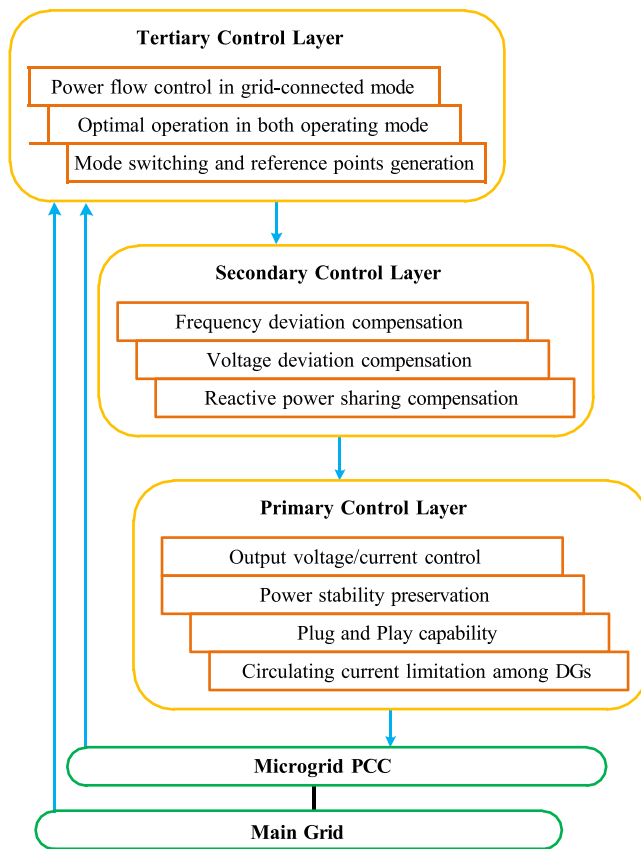 Tertiary Control Layer
Power flow control in grid-connected mode
Optimal operation in both operating mode
Mode switching and reference points generation
Secondary Control Layer
Frequency deviation compensation
Voltage deviation compensation
Reactive power sharing compensation
Primary Control Layer
Output voltage/current control
Power stability preservation
Plug and Play capability
Circulating current limitation among DGs
Microgrid PCC
Main Grid